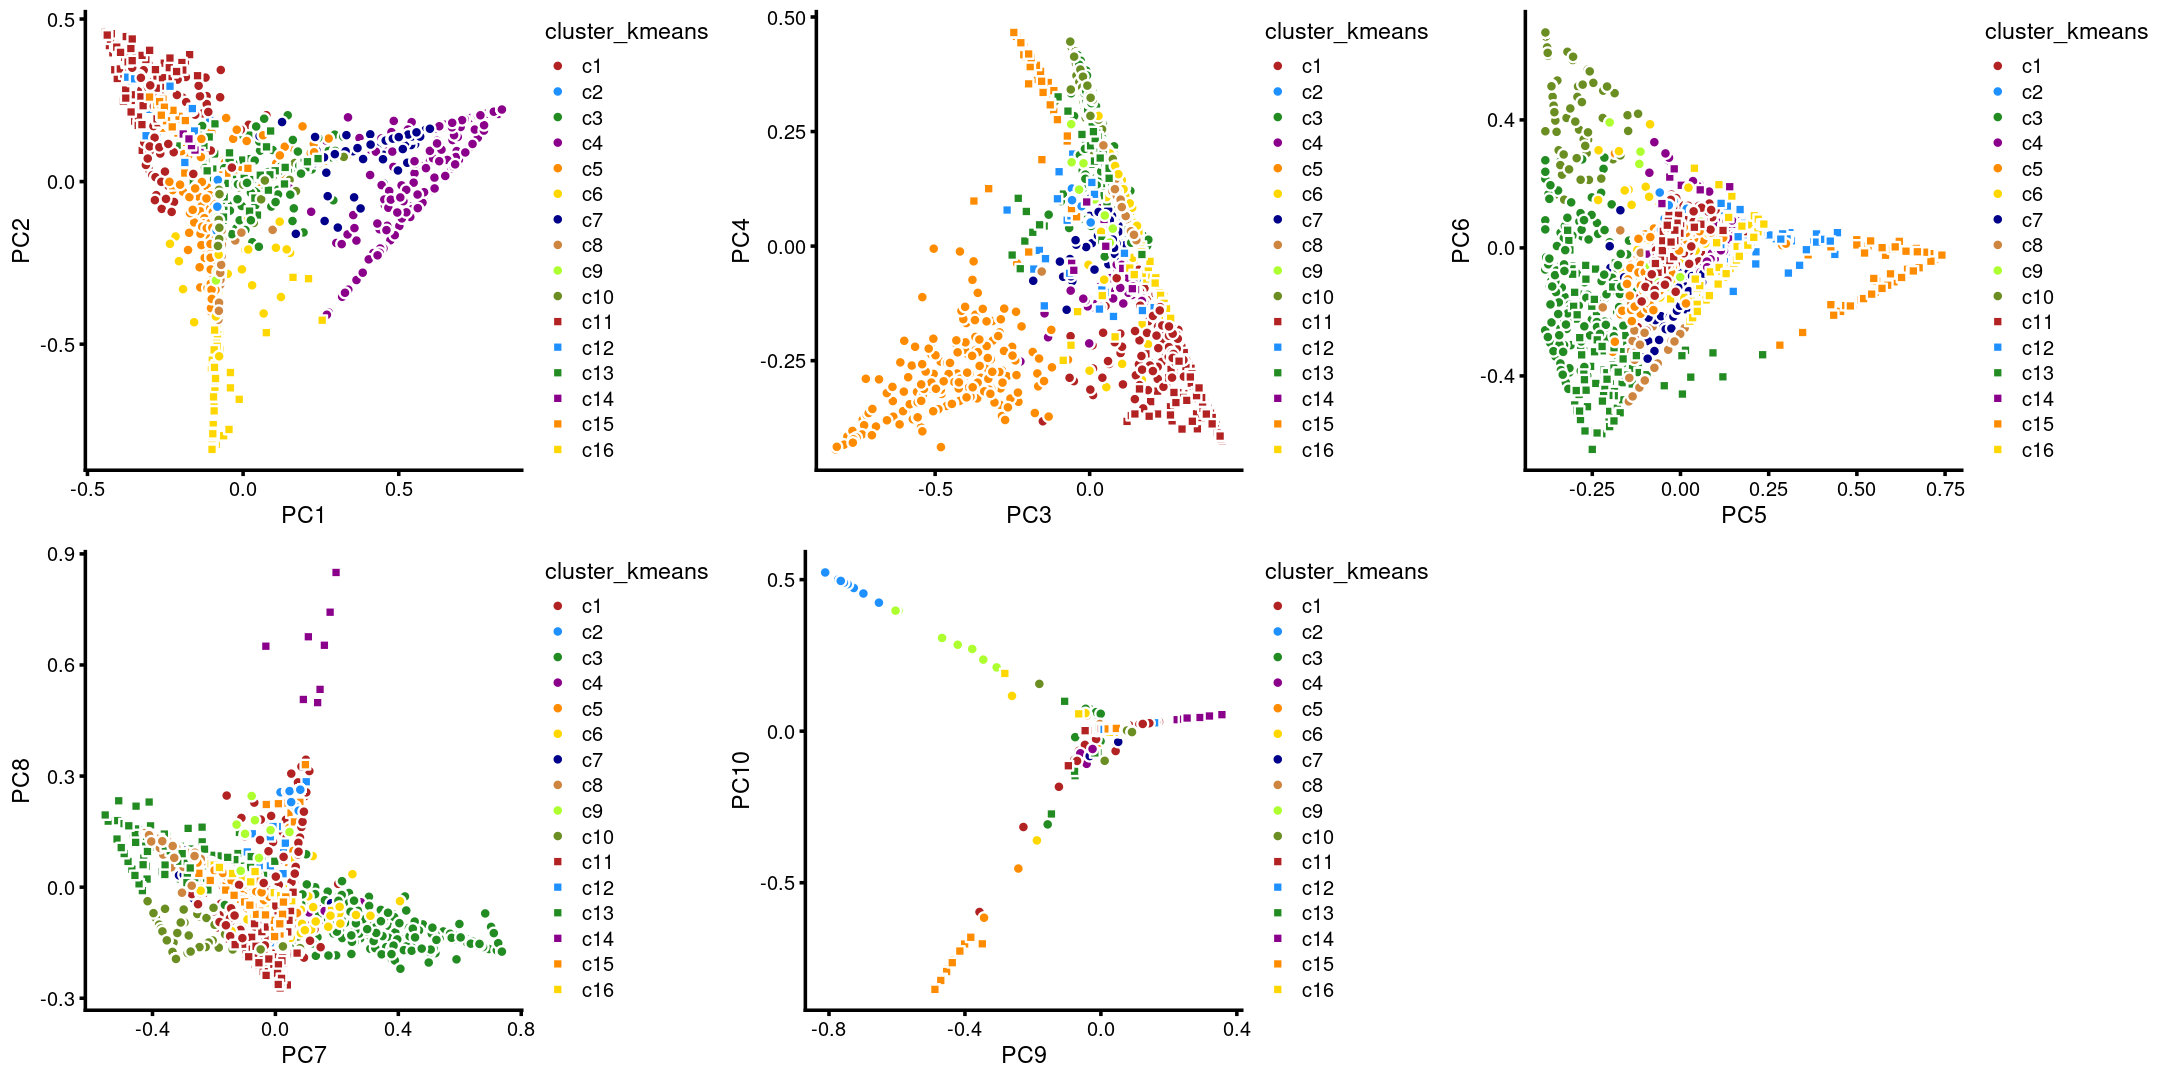 cluster_kmeans
c1
c2
c3
c4
c5
c6
c7
c8
c9
c10
c11
c12
c13
c14
c15
c16
0.5
0.0
-0.5
PC2
-0.5
0.0
0.5
PC1
cluster_kmeans
c1
c2
c3
c4
c5
c6
c7
c8
c9
c10
c11
c12
c13
c14
c15
c16
0.50
0.25
0.00
-0.25
PC4
-0.5
0.0
PC3
cluster_kmeans
c1
c2
c3
c4
c5
c6
c7
c8
c9
c10
c11
c12
c13
c14
c15
c16
0.4
0.0
-0.4
PC6
-0.25
0.00
0.25
0.50
0.75
PC5
cluster_kmeans
c1
c2
c3
c4
c5
c6
c7
c8
c9
c10
c11
c12
c13
c14
c15
c16
0.9
0.6
0.3
0.0
-0.3
PC8
-0.4
0.0
0.4
0.8
PC7
cluster_kmeans
c1
c2
c3
c4
c5
c6
c7
c8
c9
c10
c11
c12
c13
c14
c15
c16
0.5
0.0
-0.5
PC10
-0.8
-0.4
0.0
0.4
PC9